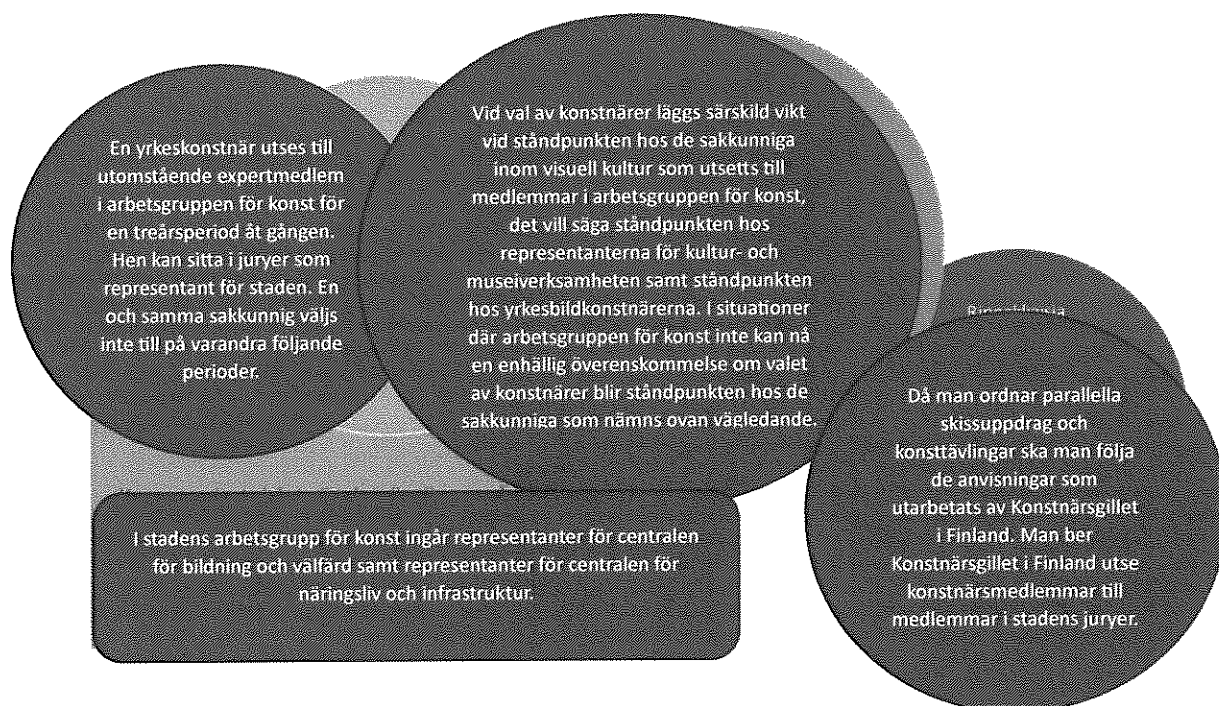 En yrkeskonstnär utses till
utomstående expertmedlem
i arbetsgruppen för konst för
en treårsperiod åt gången.
Hen kan sitta i juryer som
representant för staden. En
och samma sakkunnig väljs
inte till på varandra följande
perioder.
Vid val av konstnärer läggs särskild vikt
vid ståndpunkten hos de sakkunniga
inom visuell kultur som utsetts till
medlemmar i arbetsgruppen för konst,
det vill säga ståndpunkten hos
representanterna för kultur- och
museiverksamheten samt ståndpunkten
hos yrkesbildkonstnärerna. I situationer
där arbetsgruppen för konst inte kan nå
en enhällig överenskommelse om valet
av konstnärer blir ståndpunkten hos de
sakkunniga som nämns ovan vägledande.
I stadens arbetsgrupp för konst ingår representanter för centralen
för bildning och välfärd samt representanter för centralen för
näringsliv och infrastruktur.
Då man ordnar parallella
skissuppdrag och
konsttävlingar ska man följa
de anvisningar som
utarbetats av Konstnärsgillet
i Finland. Man ber
Konstnärsgillet i Finland utse
konstnärsmedlemmar till
medlemmar i stadens juryer.